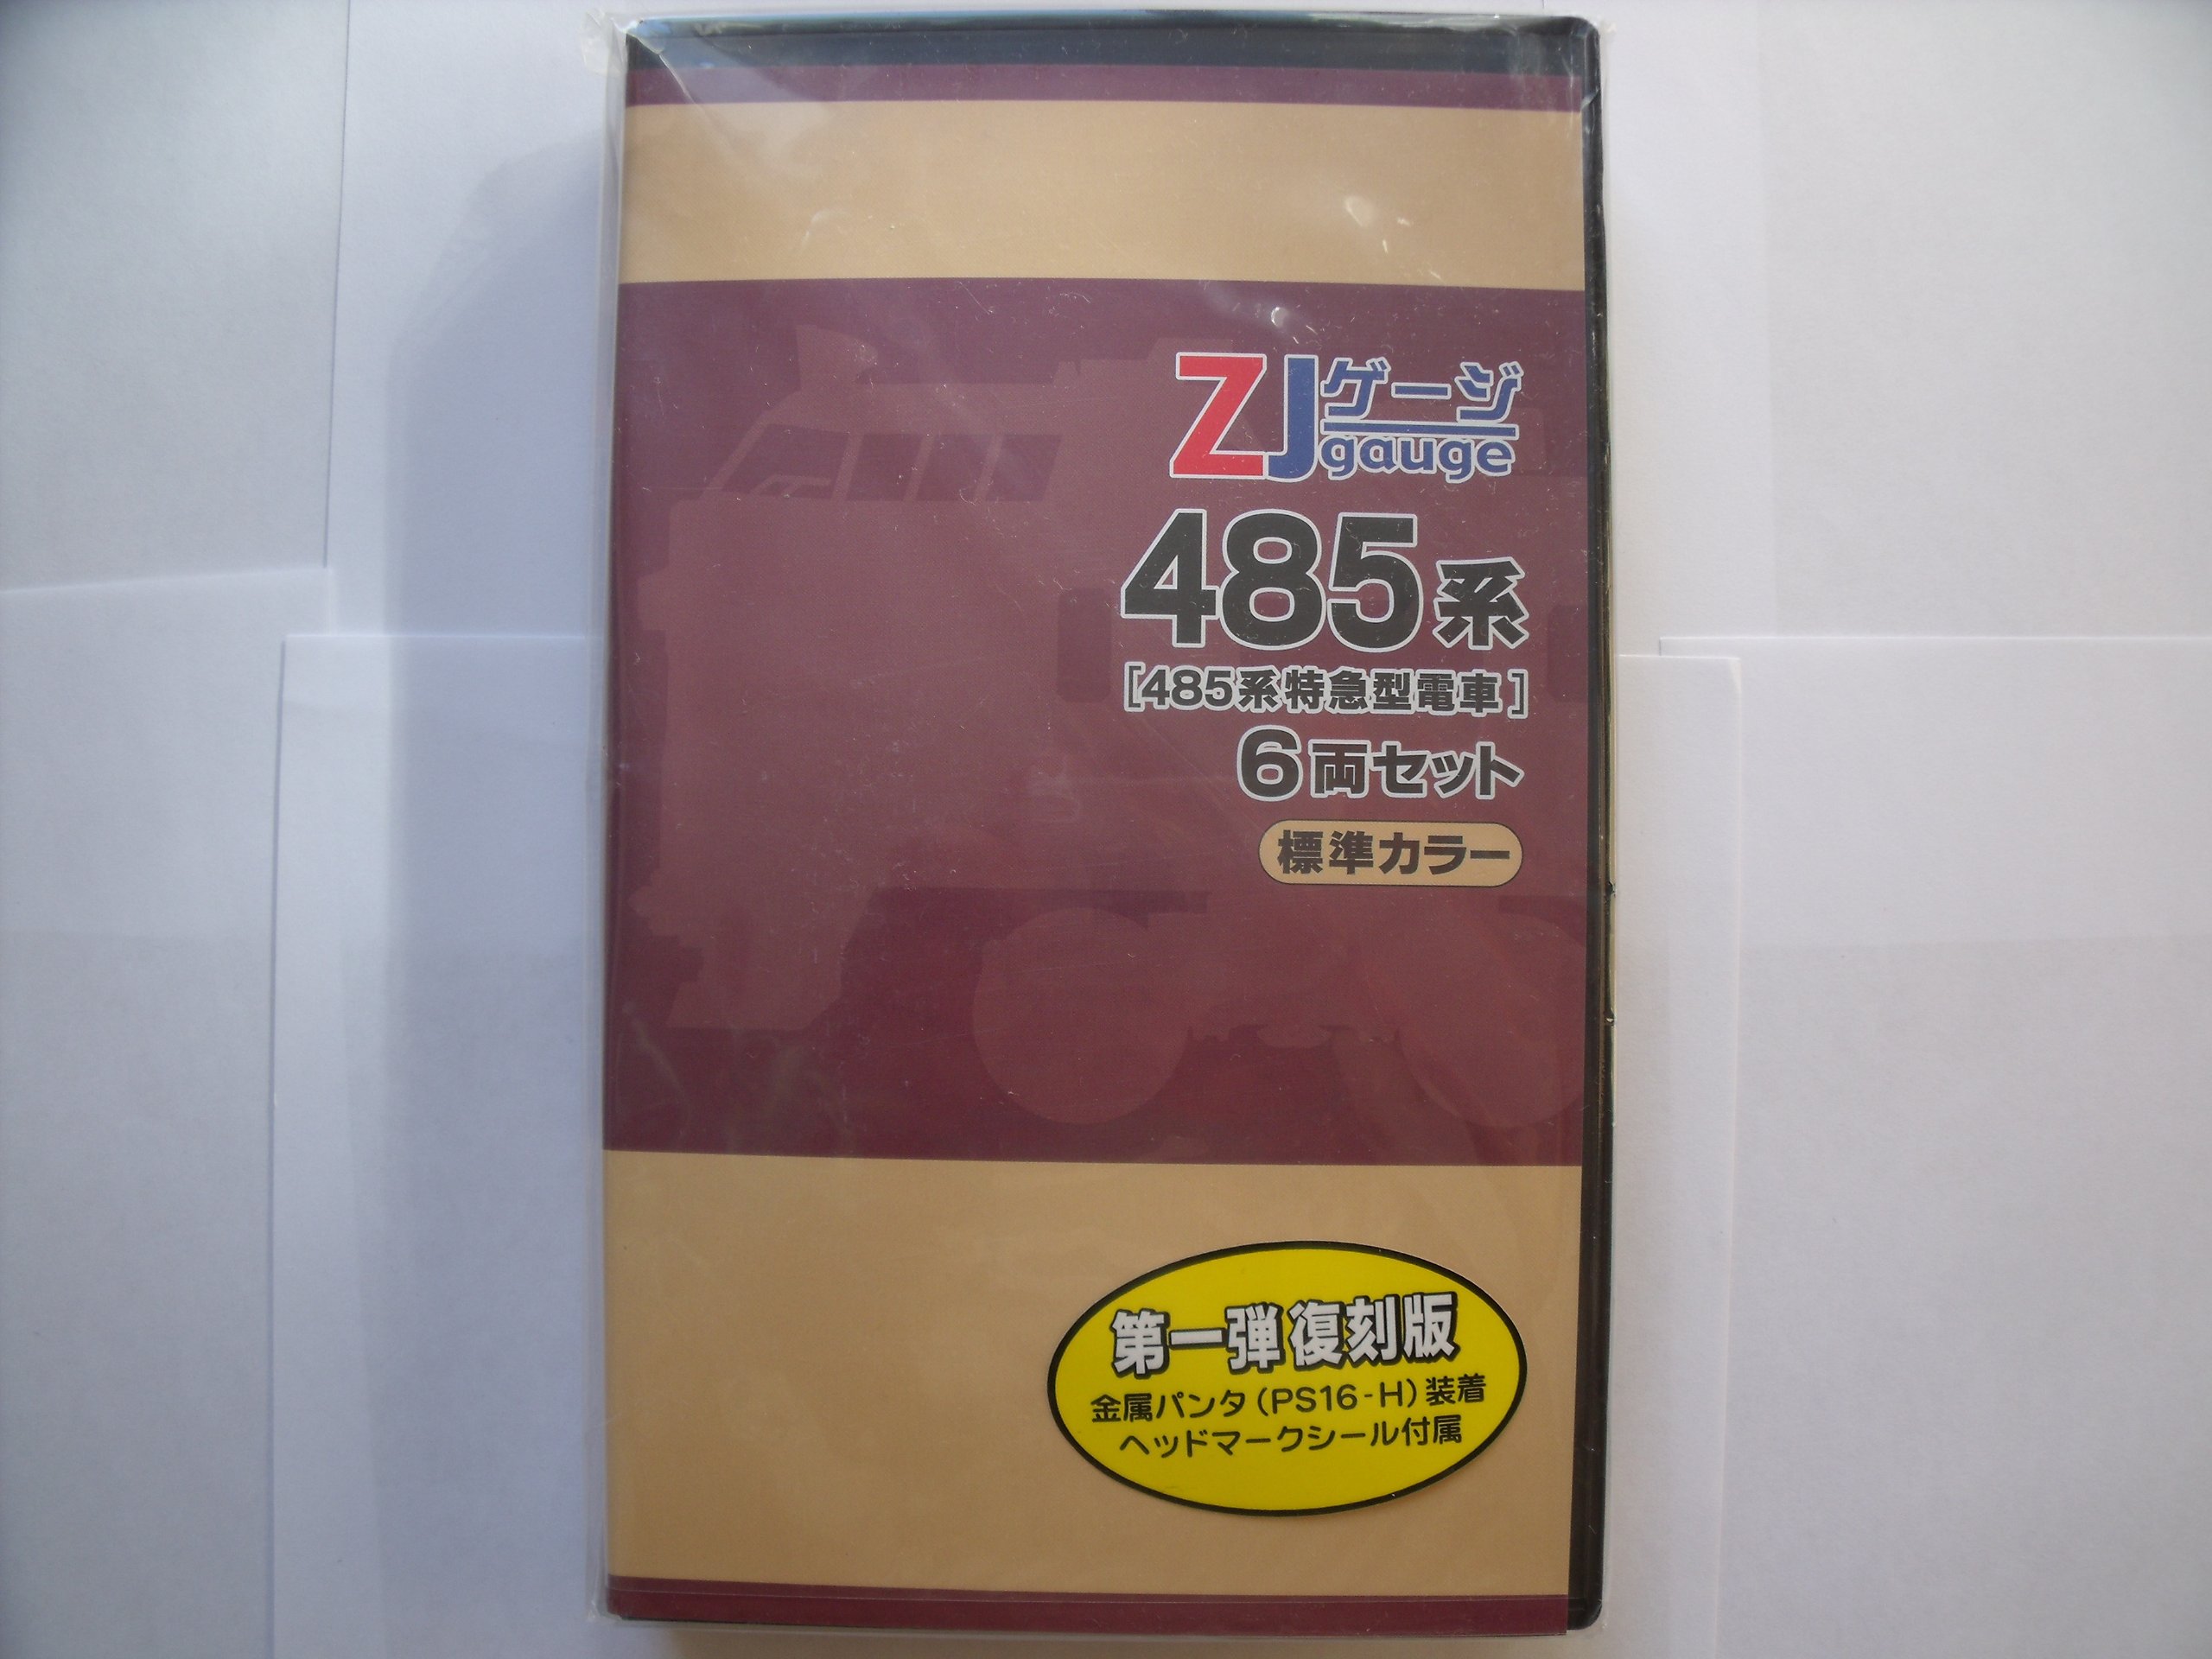 ZJゲージ
gauge
485系
[485系特急型電車]
6両セット
標準カラー
第一弾復刻版
金属パンタ(PS16-H)装着
ヘッドマークシール付属